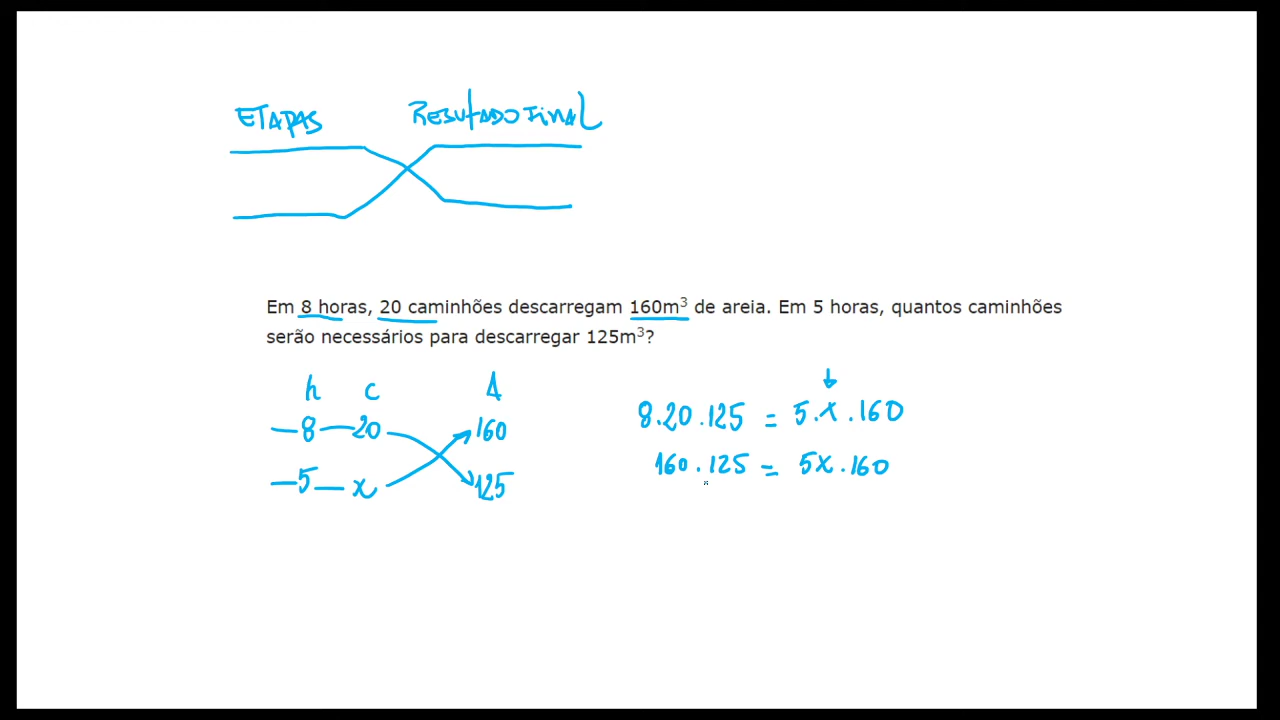 ETAPAS RESUTADO FINAL
Em 8 horas, 20 caminhões descarregam 160m³ de areia. Em 5 horas, quantos caminhões
serão necessários para descarregar 125m³?
h C A
8 20 160
5 x 125
8.20.125 = 5.x.160
160.125 = 5x.160